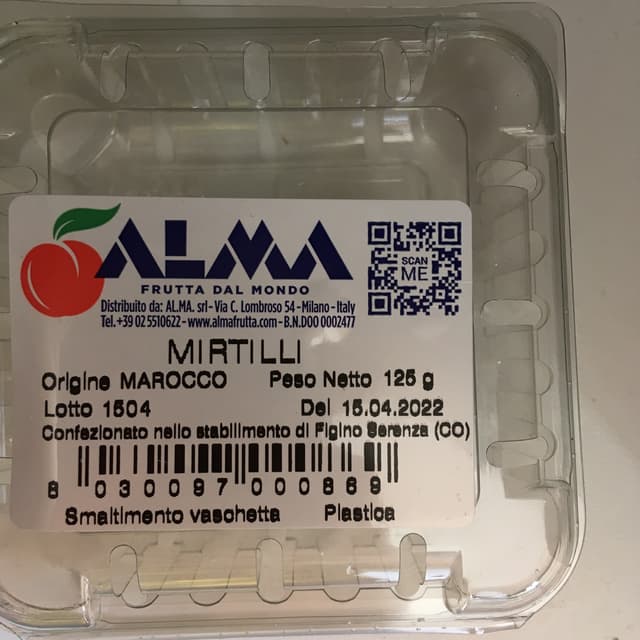 ALMA
FRUTTA DAL MONDO
SCAN
ME
Distribuito da: AL.MA. srl - Via C. Lombroso 54 - Milano - Italy
Tel. +39 02 5510622 - www.almafrutta.com - B.N.DOO 0002477
MIRTILLI
Origine MAROCCO Peso Netto 125 g
Lotto 1504 Del 15.04.2022
Confezionato nello stabilimento di Figino Serenza (CO)
8 030097 000869
Smaltimento vaschetta Plastica